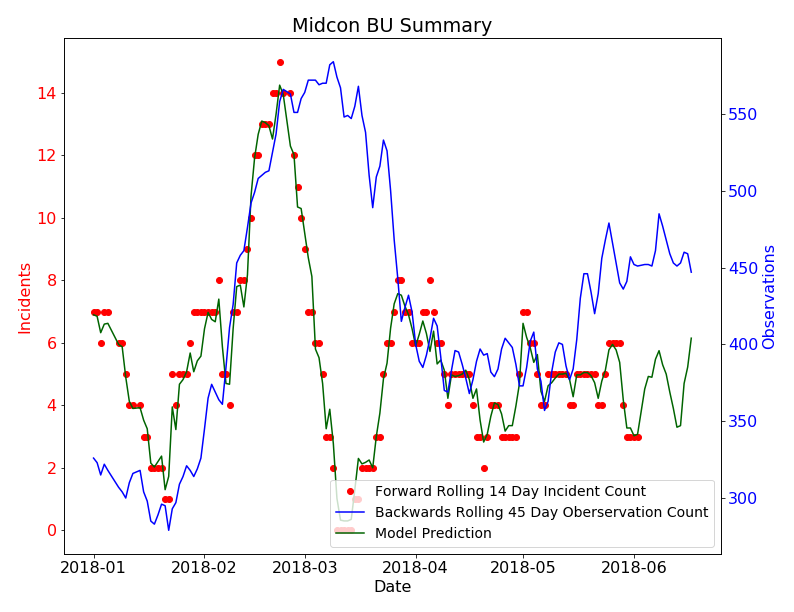 Midcon BU Summary
Incidents
14
12
10
8
6
4
2
0
550
500
450
400
350
300
Observations
Forward Rolling 14 Day Incident Count
Backwards Rolling 45 Day Oberservation Count
Model Prediction
2018-01 2018-02 2018-03 2018-04 2018-05 2018-06
Date